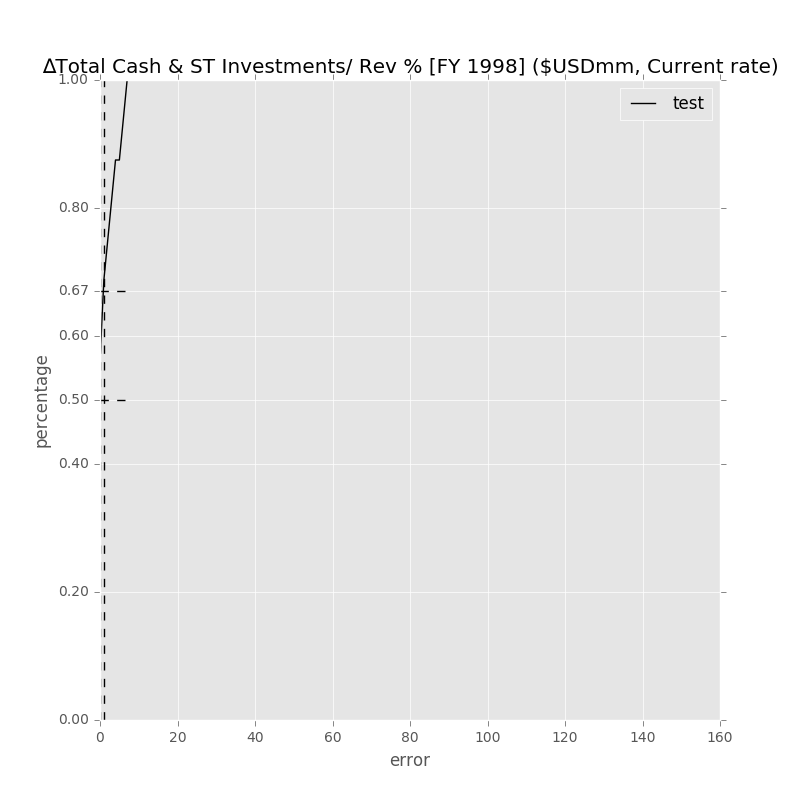 ΔTotal Cash & ST Investments/ Rev % [FY 1998] ($USDmm, Current rate)
1.00
test
0.80
0.67
0.60
percentage
0.50
0.40
0.20
0.00
0 20 40 60 80 100 120 140 160
error